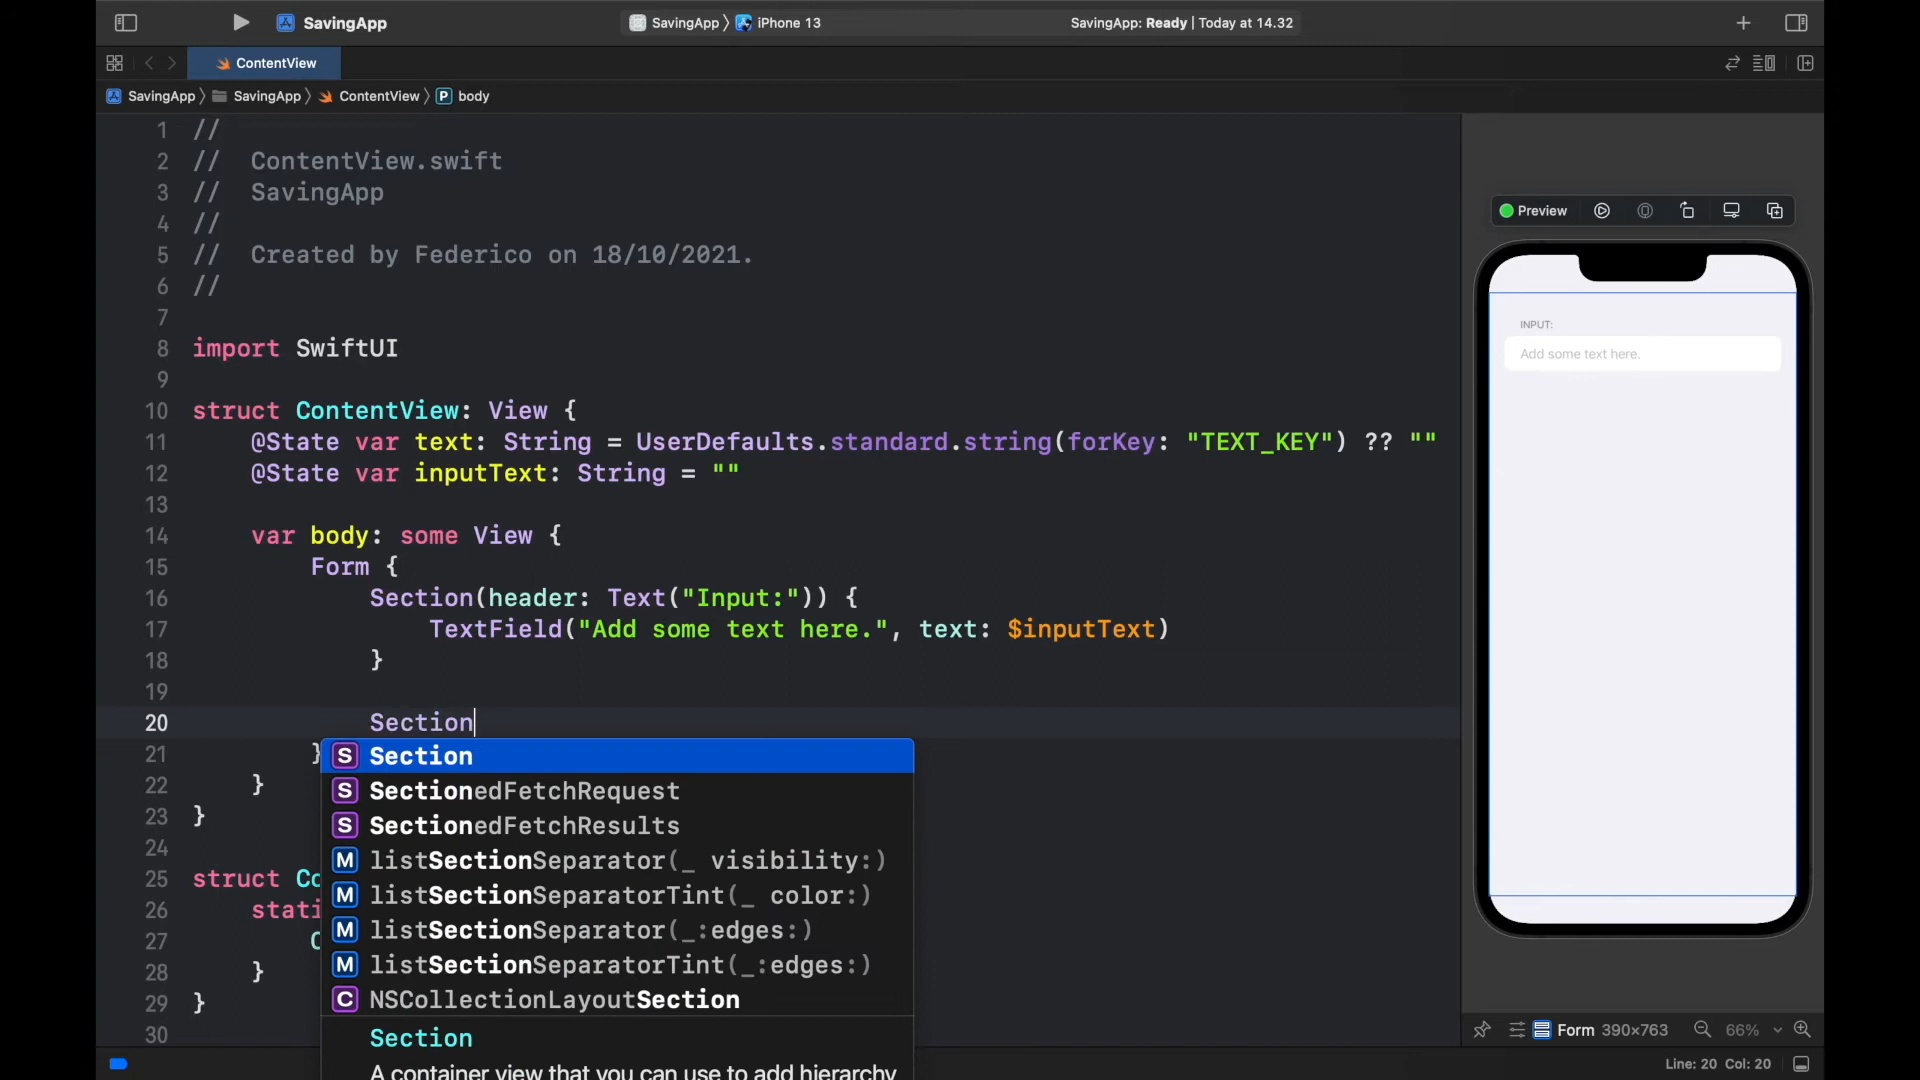 SavingApp
SavingApp 〉 iPhone 13
SavingApp: Ready | Today at 14.32
ContentView
SavingApp 〉 SavingApp 〉 ContentView 〉 P body
1 //
2 //  ContentView.swift
3 //  SavingApp
4 //
5 //  Created by Federico on 18/10/2021.
6 //
7
8 import SwiftUI
9
10 struct ContentView: View {
11     @State var text: String = UserDefaults.standard.string(forKey: "TEXT_KEY") ?? ""
12     @State var inputText: String = ""
13
14     var body: some View {
15         Form {
16             Section(header: Text("Input:")) {
17                 TextField("Add some text here.", text: $inputText)
18             }
19
20             Section
21         }
22     }
23 }
24
25 struct Co
26     stati
27         C
28     }
29 }
30
S Section
S SectionedFetchRequest
S SectionedFetchResults
M listSectionSeparator(_ visibility:)
M listSectionSeparatorTint(_ color:)
M listSectionSeparator(_:edges:)
M listSectionSeparatorTint(_:edges:)
C NSCollectionLayoutSection
Section
A container view that you can use to add hierarchy
Preview
INPUT:
Add some text here.
Form 390×763
66%
Line: 20 Col: 20